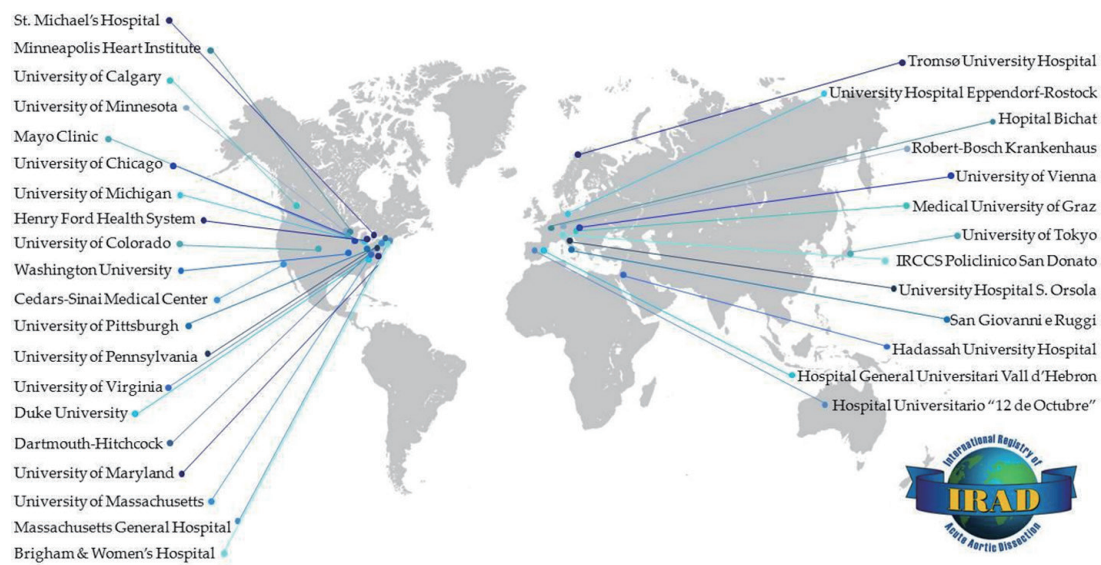 St. Michael's Hospital
Minneapolis Heart Institute
University of Calgary
University of Minnesota
Mayo Clinic
University of Chicago
University of Michigan
Henry Ford Health System
University of Colorado
Washington University
Cedars-Sinai Medical Center
University of Pittsburgh
University of Pennsylvania
University of Virginia
Duke University
Dartmouth-Hitchcock
University of Maryland
University of Massachusetts
Massachusetts General Hospital
Brigham & Women's Hospital
Tromsø University Hospital
University Hospital Eppendorf-Rostock
Hopital Bichat
Robert-Bosch Krankenhaus
University of Vienna
Medical University of Graz
University of Tokyo
IRCCS Policlinico San Donato
University Hospital S. Orsola
San Giovanni e Ruggi
Hadassah University Hospital
Hospital General Universitari Vall d'Hebron
Hospital Universitario “12 de Octubre”
International Registry of
IRAD
Acute Aortic Dissection